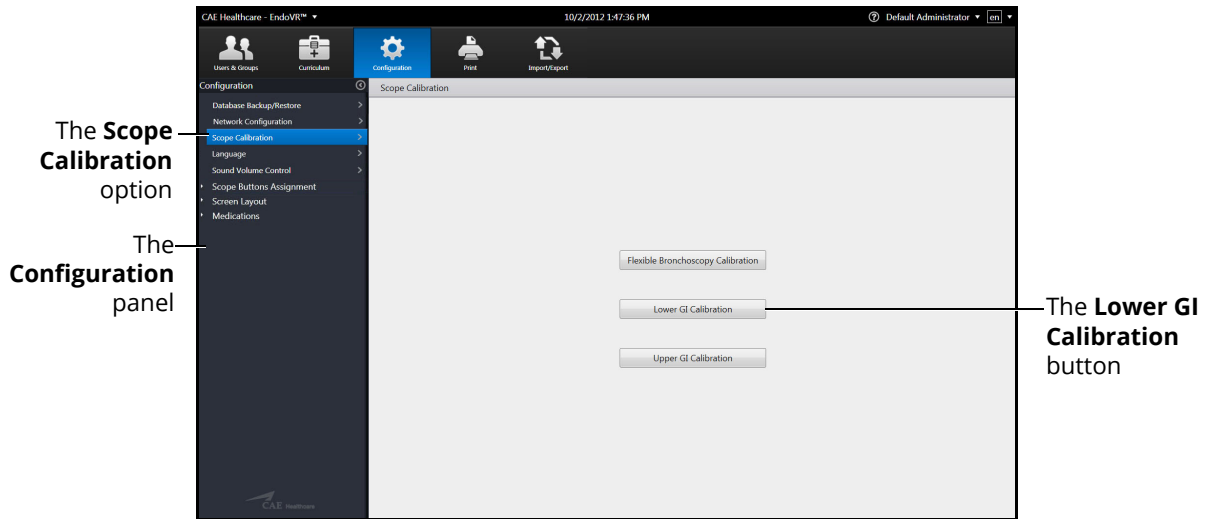 CAE Healthcare - EndoVR™
10/2/2012 1:47:36 PM
Default Administrator
en
Users & Groups
Curriculum
Configuration
Print
Import/Export
Configuration
Scope Calibration
Database Backup/Restore
Network Configuration
Scope Calibration
Language
Sound Volume Control
Scope Buttons Assignment
Screen Layout
Medications
The Scope
Calibration
option
The
Configuration
panel
Flexible Bronchoscopy Calibration
Lower GI Calibration
Upper GI Calibration
The Lower GI
Calibration
button
CAE Healthcare